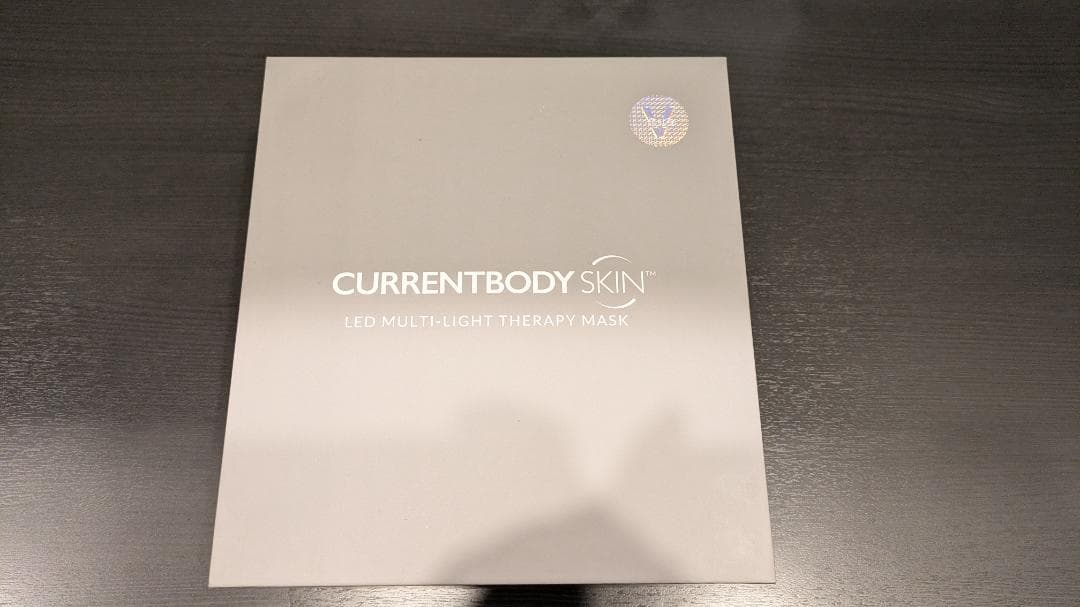 CURRENTBODY SKIN™
LED MULTI-LIGHT THERAPY MASK